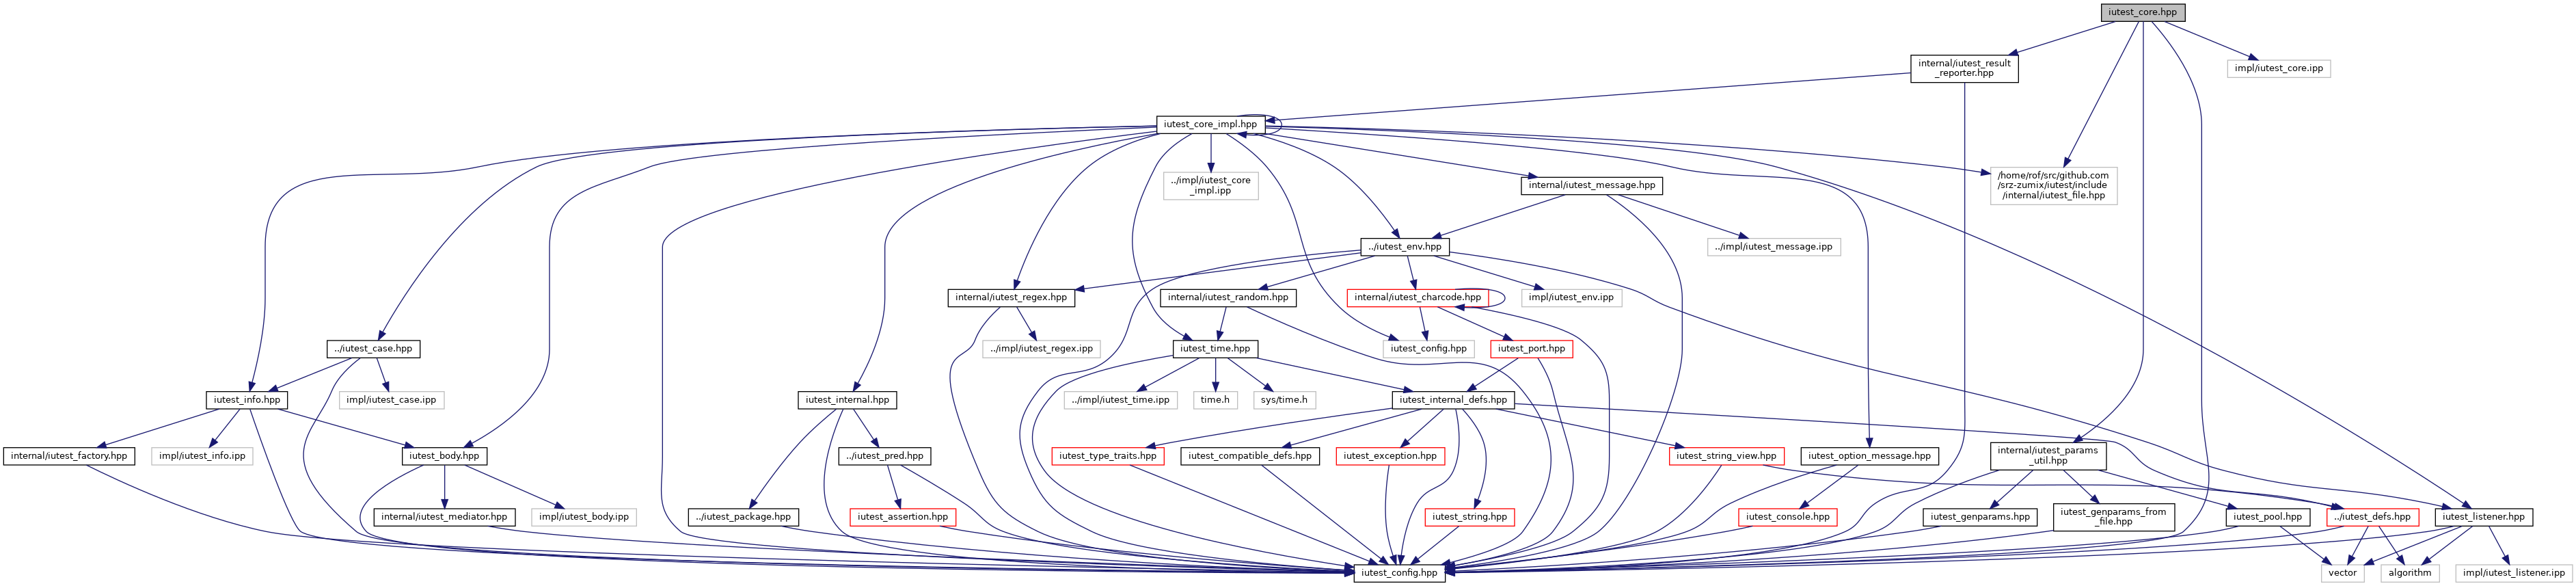 iutest_core.hpp
internal/iutest_result
_reporter.hpp
impl/iutest_core.ipp
iutest_core_impl.hpp
../impl/iutest_core
_impl.ipp
internal/iutest_message.hpp
/home/rof/src/github.com
/srz-zumix/iutest/include
/internal/iutest_file.hpp
../iutest_env.hpp
../impl/iutest_message.ipp
internal/iutest_regex.hpp
internal/iutest_random.hpp
internal/iutest_charcode.hpp
impl/iutest_env.ipp
../iutest_case.hpp
../impl/iutest_regex.ipp
iutest_time.hpp
iutest_config.hpp
iutest_port.hpp
iutest_info.hpp
impl/iutest_case.ipp
iutest_internal.hpp
../impl/iutest_time.ipp
time.h
sys/time.h
iutest_internal_defs.hpp
internal/iutest_factory.hpp
impl/iutest_info.ipp
iutest_body.hpp
../iutest_pred.hpp
iutest_type_traits.hpp
iutest_compatible_defs.hpp
iutest_exception.hpp
iutest_string_view.hpp
iutest_option_message.hpp
internal/iutest_params
_util.hpp
internal/iutest_mediator.hpp
impl/iutest_body.ipp
../iutest_package.hpp
iutest_assertion.hpp
iutest_string.hpp
iutest_console.hpp
iutest_genparams.hpp
iutest_genparams_from
_file.hpp
iutest_pool.hpp
../iutest_defs.hpp
iutest_listener.hpp
iutest_config.hpp
vector
algorithm
impl/iutest_listener.ipp